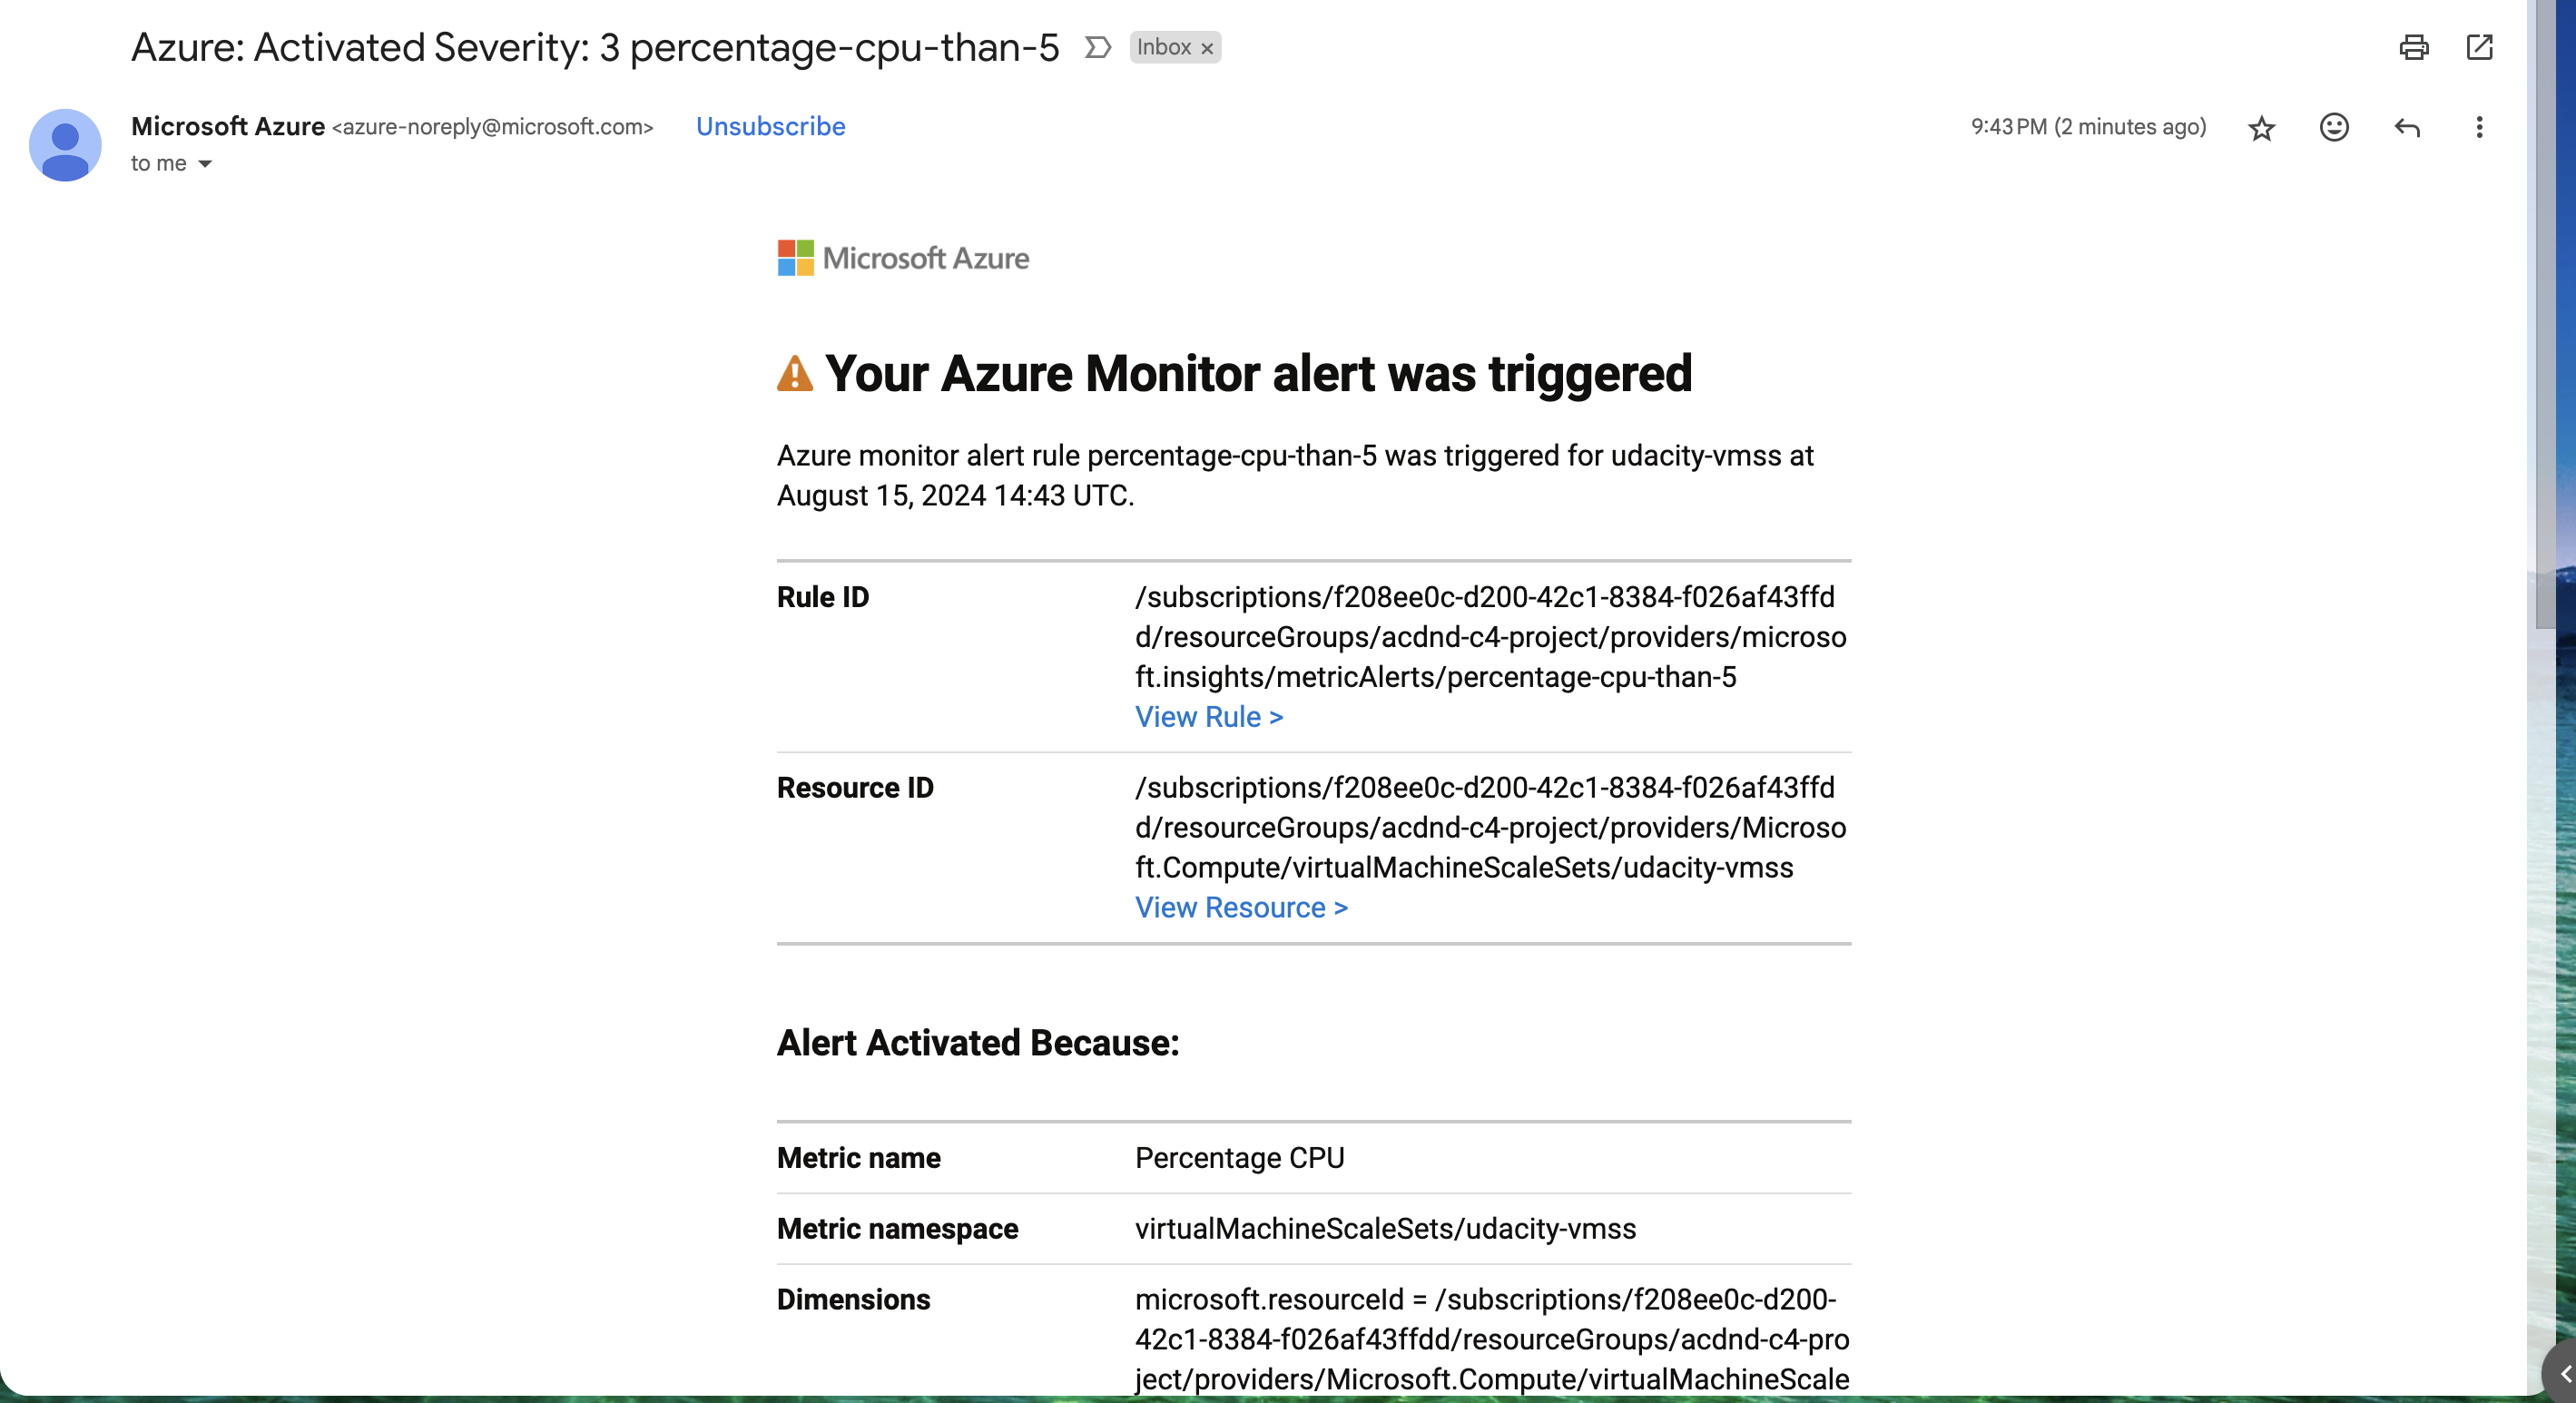 Azure: Activated Severity: 3 percentage-cpu-than-5
Inbox ×
Microsoft Azure <azure-noreply@microsoft.com> Unsubscribe
9:43 PM (2 minutes ago)
to me
Microsoft Azure
Your Azure Monitor alert was triggered
Azure monitor alert rule percentage-cpu-than-5 was triggered for udacity-vmss at
August 15, 2024 14:43 UTC.
Rule ID
/subscriptions/f208ee0c-d200-42c1-8384-f026af43ffd
d/resourceGroups/acdnd-c4-project/providers/microso
ft.insights/metricAlerts/percentage-cpu-than-5
View Rule >
Resource ID
/subscriptions/f208ee0c-d200-42c1-8384-f026af43ffd
d/resourceGroups/acdnd-c4-project/providers/Microso
ft.Compute/virtualMachineScaleSets/udacity-vmss
View Resource >
Alert Activated Because:
Metric name Percentage CPU
Metric namespace virtualMachineScaleSets/udacity-vmss
Dimensions
microsoft.resourceId = /subscriptions/f208ee0c-d200-
42c1-8384-f026af43ffdd/resourceGroups/acdnd-c4-pro
ject/providers/Microsoft.Compute/virtualMachineScale